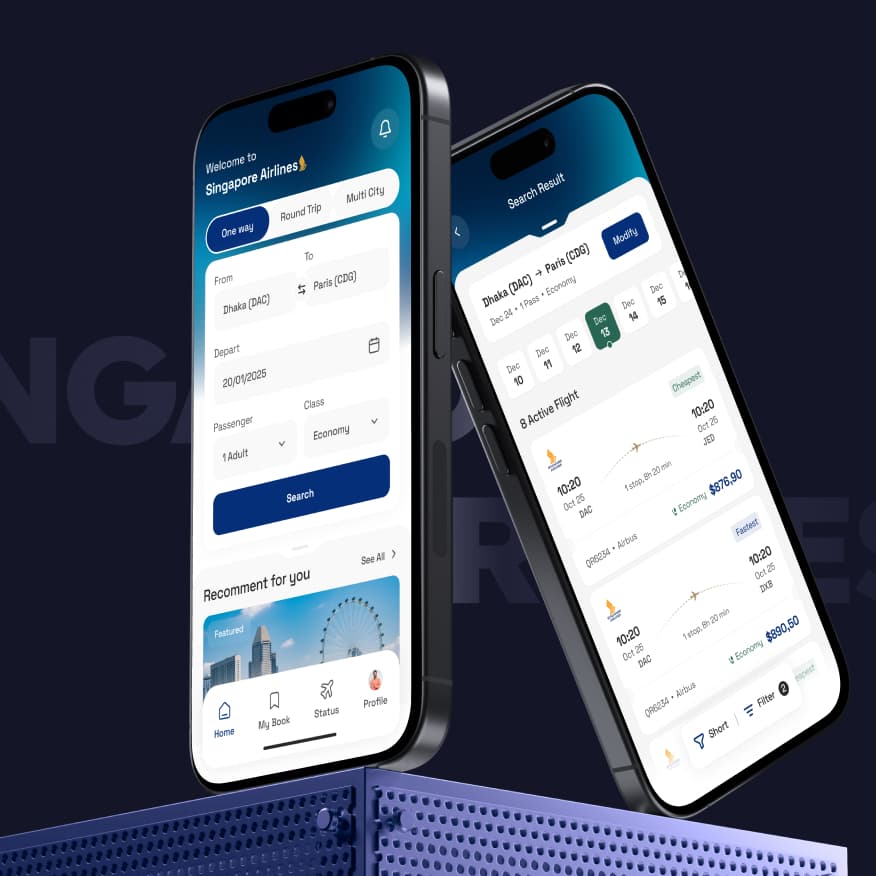 Welcome to
Singapore Airlines
One way
Round Trip
Multi City
From
To
Dhaka (DAC)
Paris (CDG)
Depart
20/01/2025
Passenger
Class
1 Adult
Economy
Search
Recomment for you
See All
Featured
Home
My Book
Status
Profile
Search Result
Dhaka (DAC) → Paris (CDG)
Dec 24 • 1 Pass • Economy
Modify
Dec
10
Dec
11
Dec
12
Dec
13
Dec
14
Dec
15
8 Active Flight
Cheapest
10:20
Oct 25
DAC
1 stop, 8h 20 min
10:20
Oct 25
JED
QR6234 • Airbus
Economy
$876,90
Fastest
10:20
Oct 25
DAC
1 stop, 8h 20 min
10:20
Oct 25
DXB
QR6234 • Airbus
Economy
$890,50
Short
Filter
2